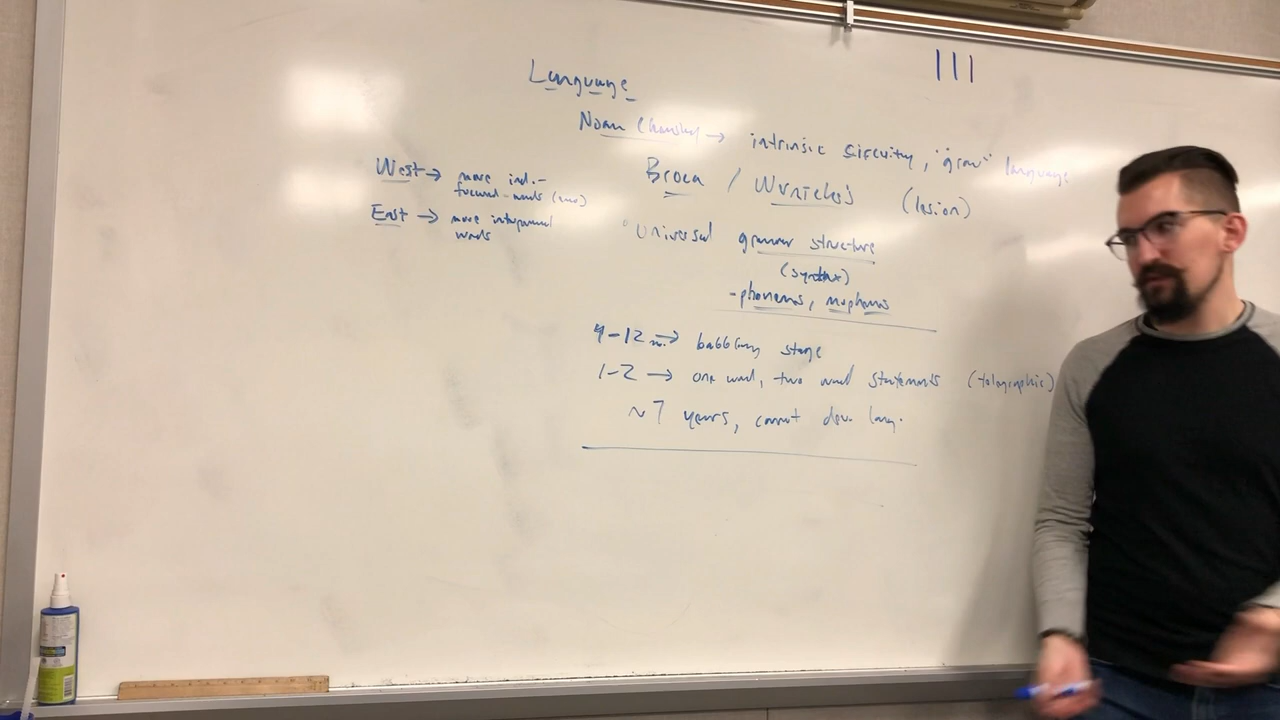 III
Language
Noam Chomsky → intrinsic circuitry, "grow" language
Broca / Wernicke's (lesion)
West → more ind.-
focused words (emo)
East → more interpersonal
words
"Universal grammar structure
(syntax)
- phonemes, morphemes
9-12 m. → babbling stage
1-2 → one word, two word statements (telegraphic)
~7 years, cannot dev. lang.